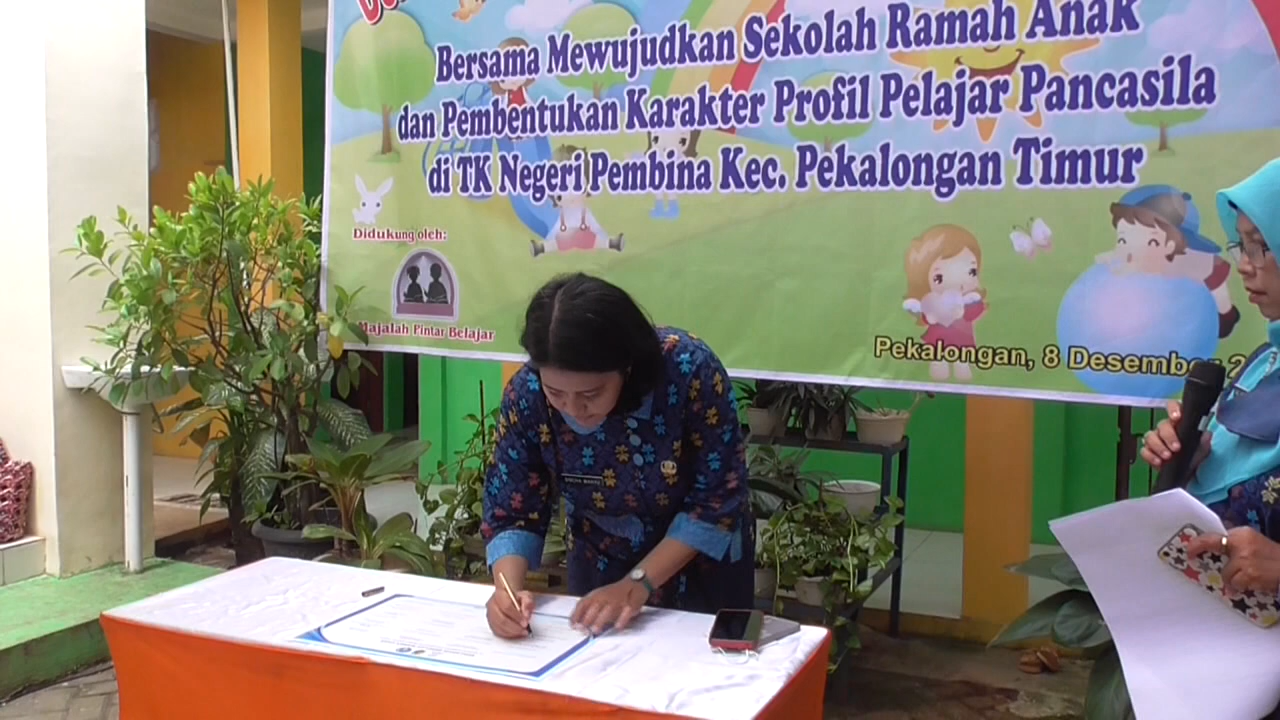 Bersama Mewujudkan Sekolah Ramah Anak
dan Pembentukan Karakter Profil Pelajar Pancasila
di TK Negeri Pembina Kec. Pekalongan Timur
Didukung oleh:
Majalah Pintar Belajar
Pekalongan, 8 Desember 2